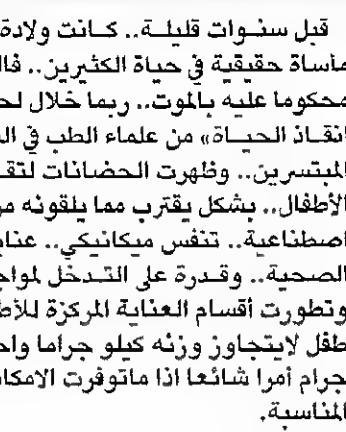 قبل سنوات قليلة.. كانت ولادة
مأساة حقيقية في حياة الكثيرين.. فال
محكوما عليه بالموت.. ربما خلال لح
انقاذ الحياة» من علماء الطب في ال
المبتسرين.. وظهرت الحضانات لتق
الأطفال.. بشكل يقترب مما يلقونه مر
اصطناعية.. تنفس ميكانيكي.. عناي
الصحية.. وقدرة على التدخل لمواج
وتطورت أقسام العناية المركزة للأط
طفل لايتجاوز وزنه كيلو جراما واح
جرام أمرا شائعا اذا ماتوفرت الامكا
المناسبة.